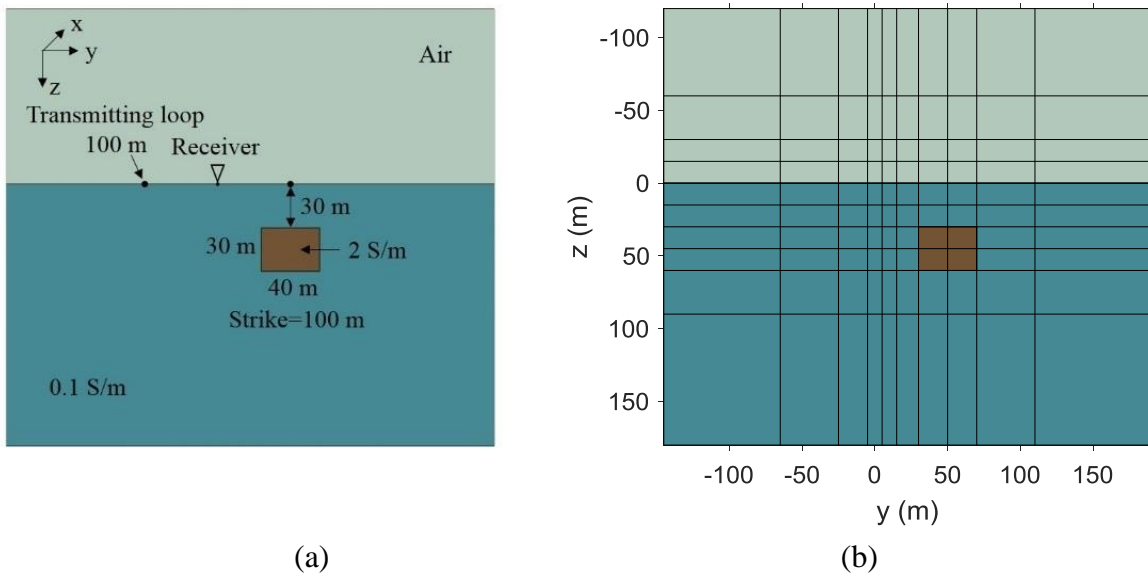 x
y
z
Air
Transmitting loop
100 m
Receiver
30 m
30 m
2 S/m
40 m
Strike=100 m
0.1 S/m
(a)
-100
-50
0
50
100
150
z (m)
-100
-50
0
50
100
150
y (m)
(b)